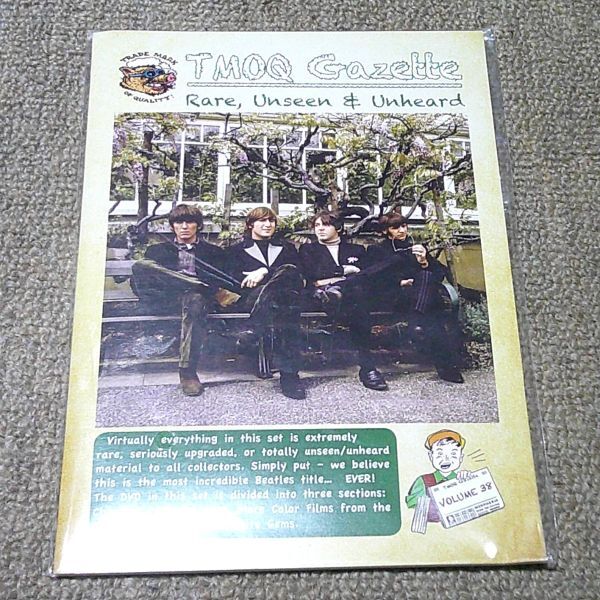 TRADE MARK
OF QUALITY!
TMOQ Gazette
Rare, Unseen & Unheard
Virtually everything in this set is extremely
rare, seriously upgraded, or totally unseen/unheard
material to all collectors. Simply put - we believe
this is the most incredible Beatles title... EVER!
The DVD in this set is divided into three sections:
More Color Films from the
Gems.
VOLUME 38